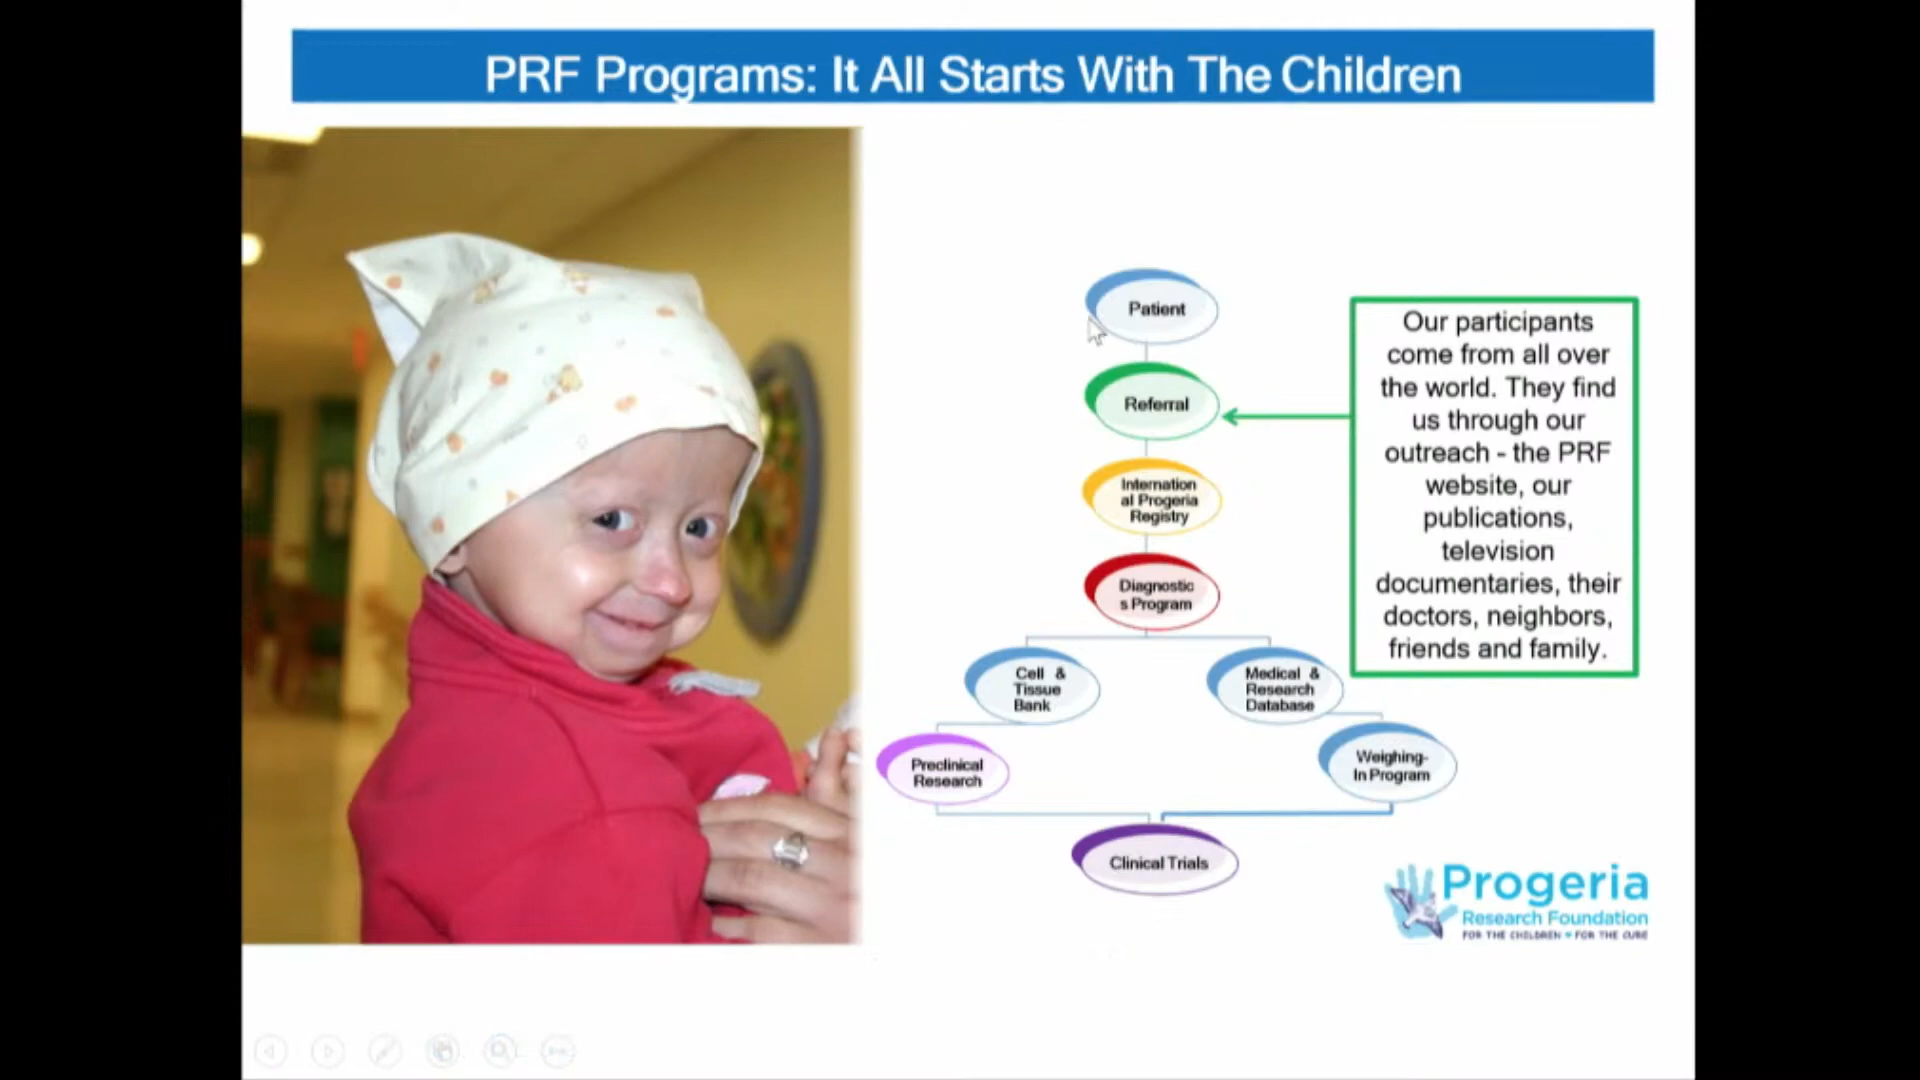 PRF Programs: It All Starts With The Children
Patient
Referral
Internation
al Progeria
Registry
Diagnostic
s Program
Cell & 
Tissue
Bank
Medical &
Research
Database
Preclinical
Research
Weighing-
In Program
Clinical Trials
Our participants
come from all over
the world. They find
us through our
outreach - the PRF
website, our
publications,
television
documentaries, their
doctors, neighbors,
friends and family.
Progeria
Research Foundation
FOR THE CHILDREN • FOR THE CURE